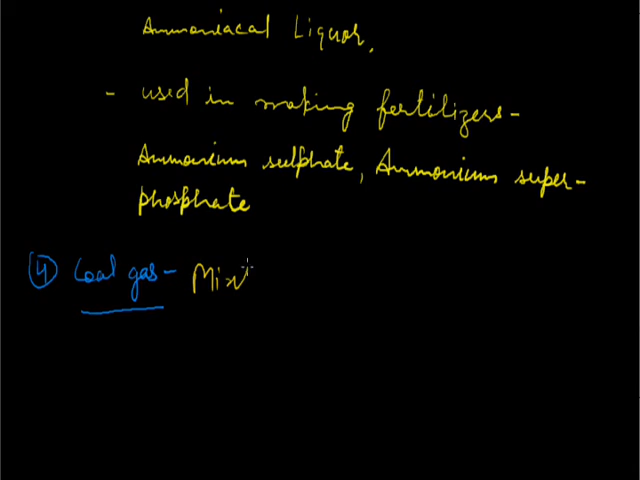 Ammoniacal Liquor,
- used in making fertilizers-
Ammonium sulphate, Ammonium super-
phosphate
④ Coal gas- Mix